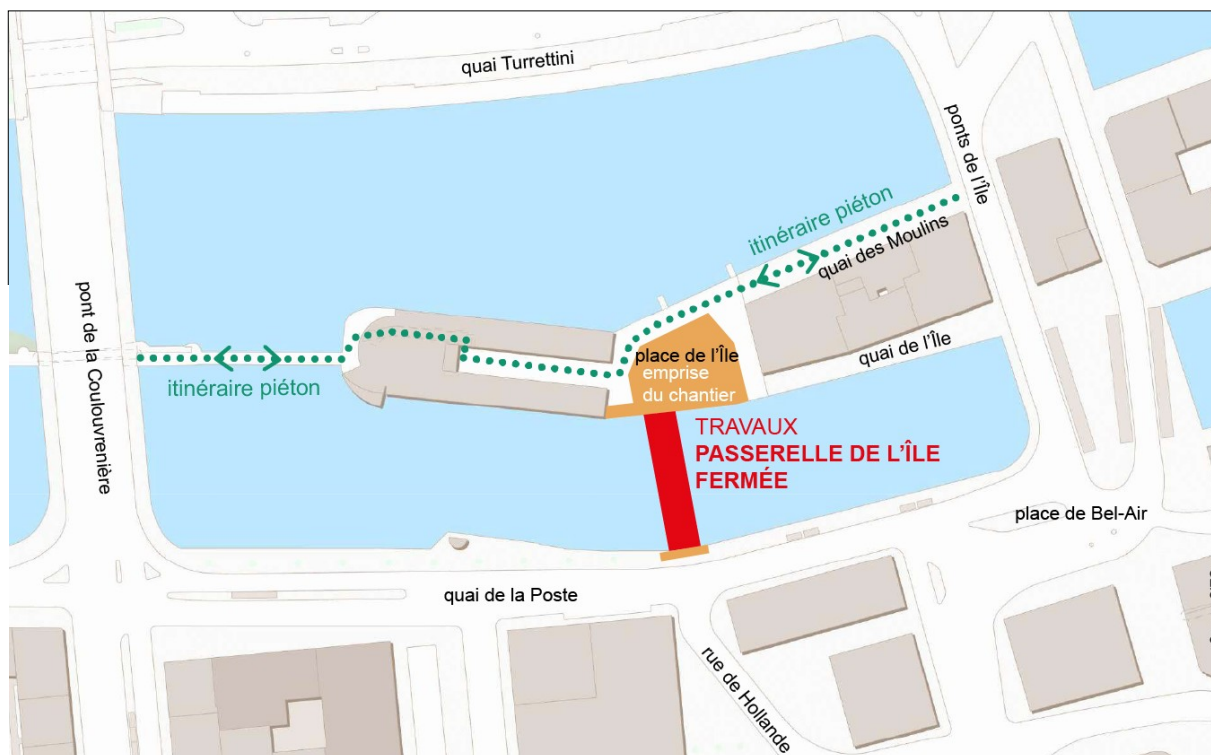 quai Turrettini
ponts de l'Île
itinéraire piéton
quai des Moulins
pont de la Coulouvrenière
quai de l'Île
place de l'Île
emprise
du chantier
itinéraire piéton
TRAVAUX
PASSERELLE DE L'ÎLE
FERMÉE
place de Bel-Air
quai de la Poste
rue de Hollande